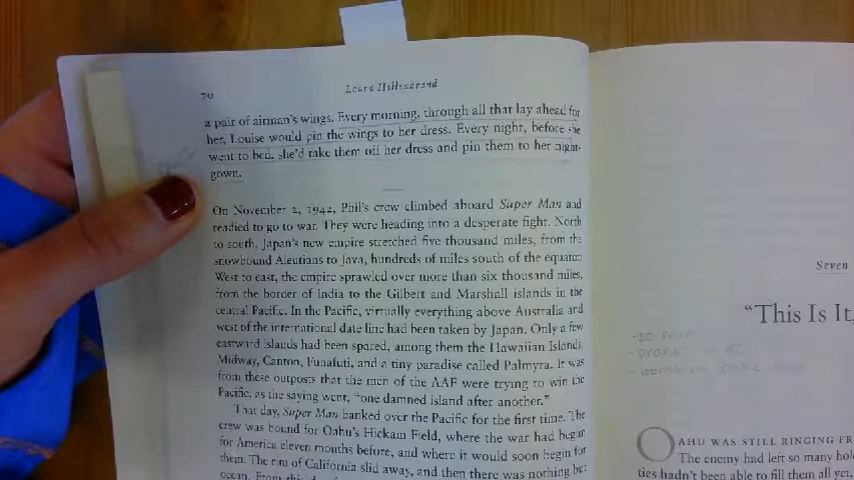 70
Laura Hillenbrand
a pair of airman's wings. Every morning, through all that lay ahead for
her, Louise would pin the wings to her dress. Every night, before she
went to bed, she'd take them off her dress and pin them to her night-
gown.
On November 2, 1942, Phil's crew climbed aboard Super Man and
readied to go to war. They were heading into a desperate fight. North
to south, Japan's new empire stretched five thousand miles, from the
snowbound Aleutians to Java, hundreds of miles south of the equator.
West to east, the empire sprawled over more than six thousand miles,
from the border of India to the Gilbert and Marshall islands in the
central Pacific. In the Pacific, virtually everything above Australia and
west of the international date line had been taken by Japan. Only a few
eastward islands had been spared, among them the Hawaiian Islands,
Midway, Canton, Funafuti, and a tiny paradise called Palmyra. It was
from these outposts that the men of the AAF were trying to win the
Pacific, as the saying went, "one damned island after another."
That day, Super Man banked over the Pacific for the first time. The
crew was bound for Oahu's Hickam Field, where the war had begun
for America eleven months before, and where it would soon begin for
them. The rim of California slid away, and then there was nothing but
ocean. From this
Seven
"This Is It,
OAHU WAS STILL RINGING FR
The enemy had left so many hol
ties hadn't been able to fill them all yet,